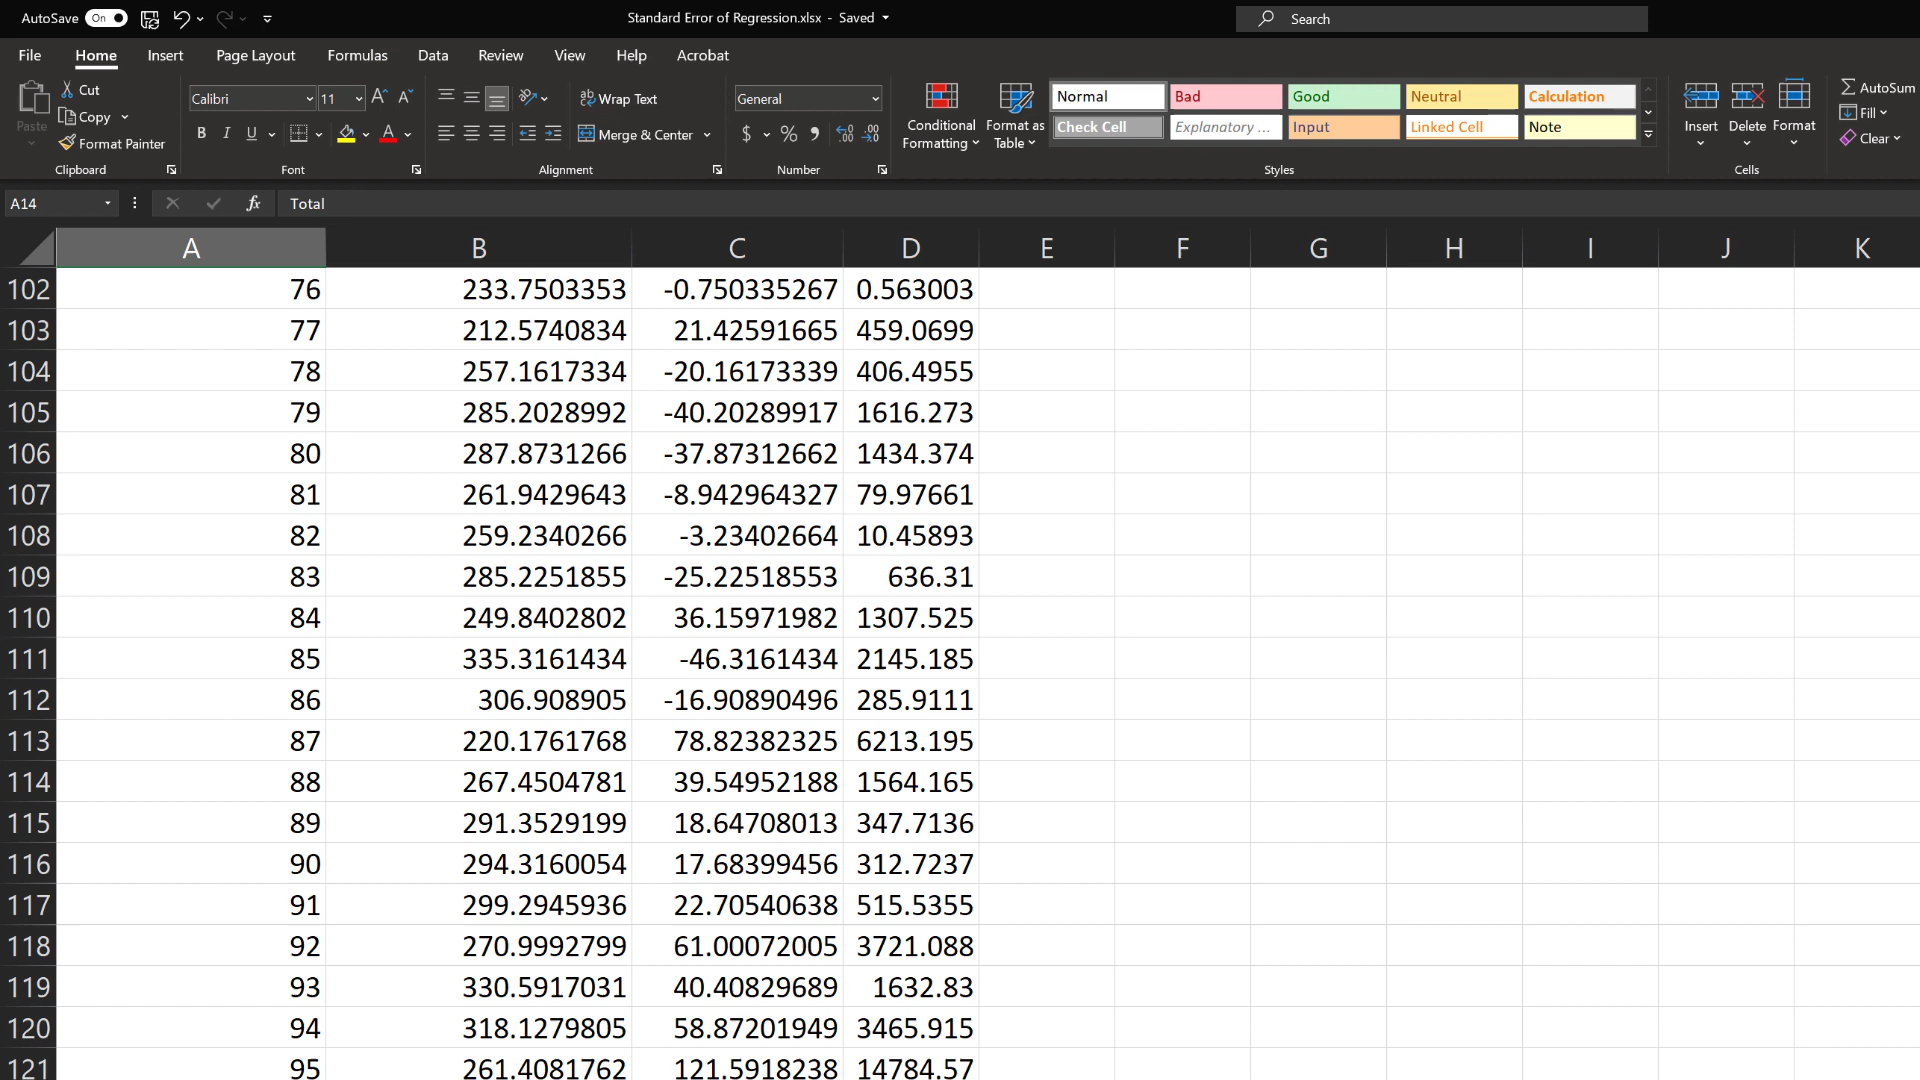 AutoSave On Standard Error of Regression.xlsx - Saved Search
File Home Insert Page Layout Formulas Data Review View Help Acrobat
Paste Cut Copy Format Painter Clipboard
Calibri 11 A A B I U A Font
ab Wrap Text Merge & Center Alignment
General $ % Number
Conditional Formatting Format as Table
Normal Bad Good Neutral Calculation
Check Cell Explanatory ... Input Linked Cell Note
Styles
Insert Delete Format Cells
AutoSum Fill Clear
A14 fx Total
A B C D E F G H I J K
102 76 233.7503353 -0.750335267 0.563003
103 77 212.5740834 21.42591665 459.0699
104 78 257.1617334 -20.16173339 406.4955
105 79 285.2028992 -40.20289917 1616.273
106 80 287.8731266 -37.87312662 1434.374
107 81 261.9429643 -8.942964327 79.97661
108 82 259.2340266 -3.23402664 10.45893
109 83 285.2251855 -25.22518553 636.31
110 84 249.8402802 36.15971982 1307.525
111 85 335.3161434 -46.3161434 2145.185
112 86 306.908905 -16.90890496 285.9111
113 87 220.1761768 78.82382325 6213.195
114 88 267.4504781 39.54952188 1564.165
115 89 291.3529199 18.64708013 347.7136
116 90 294.3160054 17.68399456 312.7237
117 91 299.2945936 22.70540638 515.5355
118 92 270.9992799 61.00072005 3721.088
119 93 330.5917031 40.40829689 1632.83
120 94 318.1279805 58.87201949 3465.915
121 95 261.4081762 121.5918238 14784.57